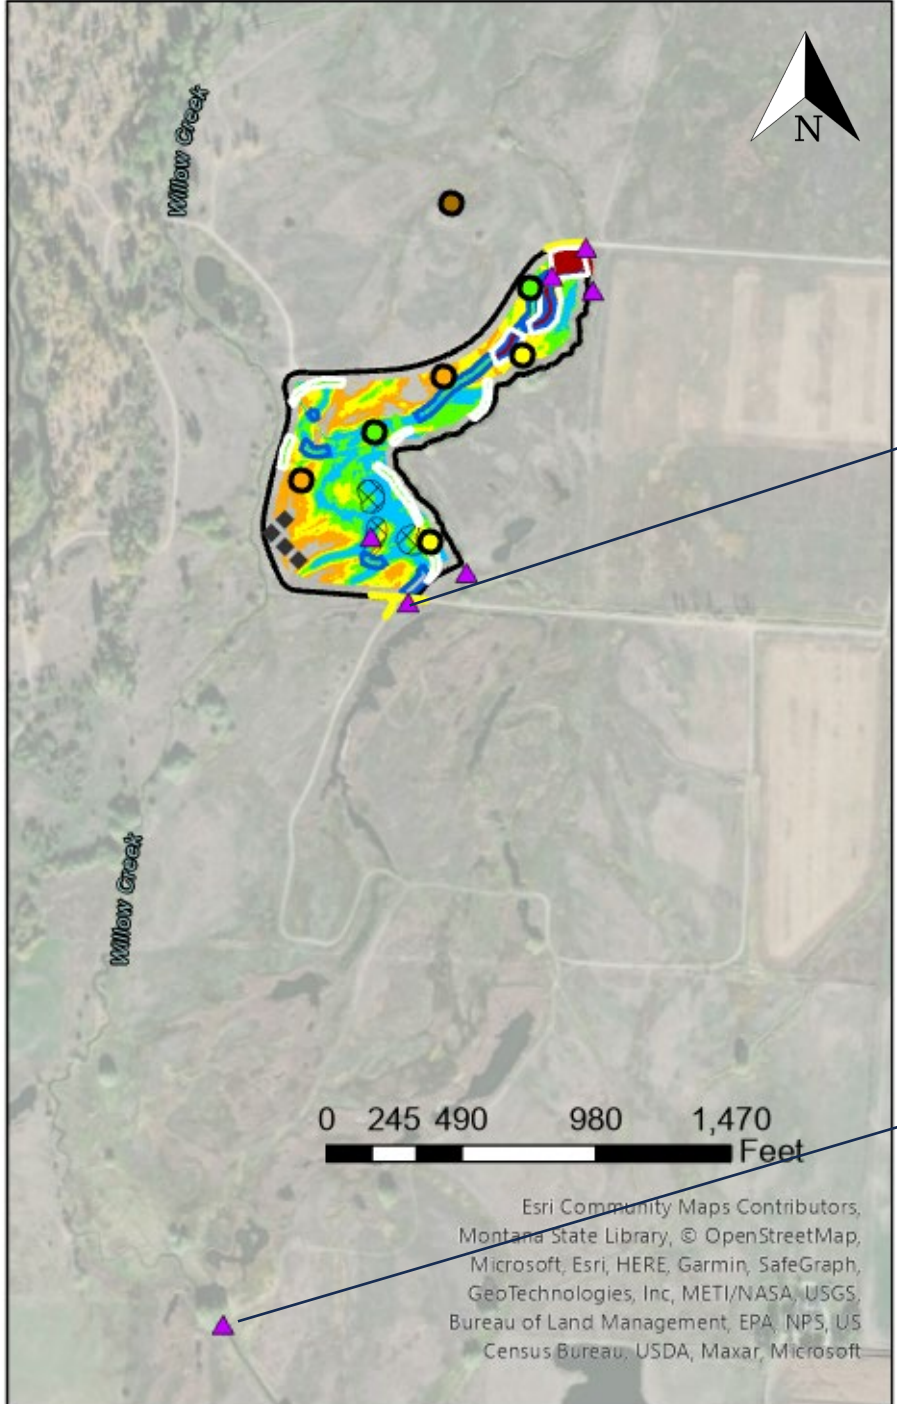 Willow Creek
N
Willow Creek
0 245 490 980 1,470
Feet
Esri Community Maps Contributors,
Montana State Library, © OpenStreetMap,
Microsoft, Esri, HERE, Garmin, SafeGraph,
GeoTechnologies, Inc, METI/NASA, USGS,
Bureau of Land Management, EPA, NPS, US
Census Bureau, USDA, Maxar, Microsoft